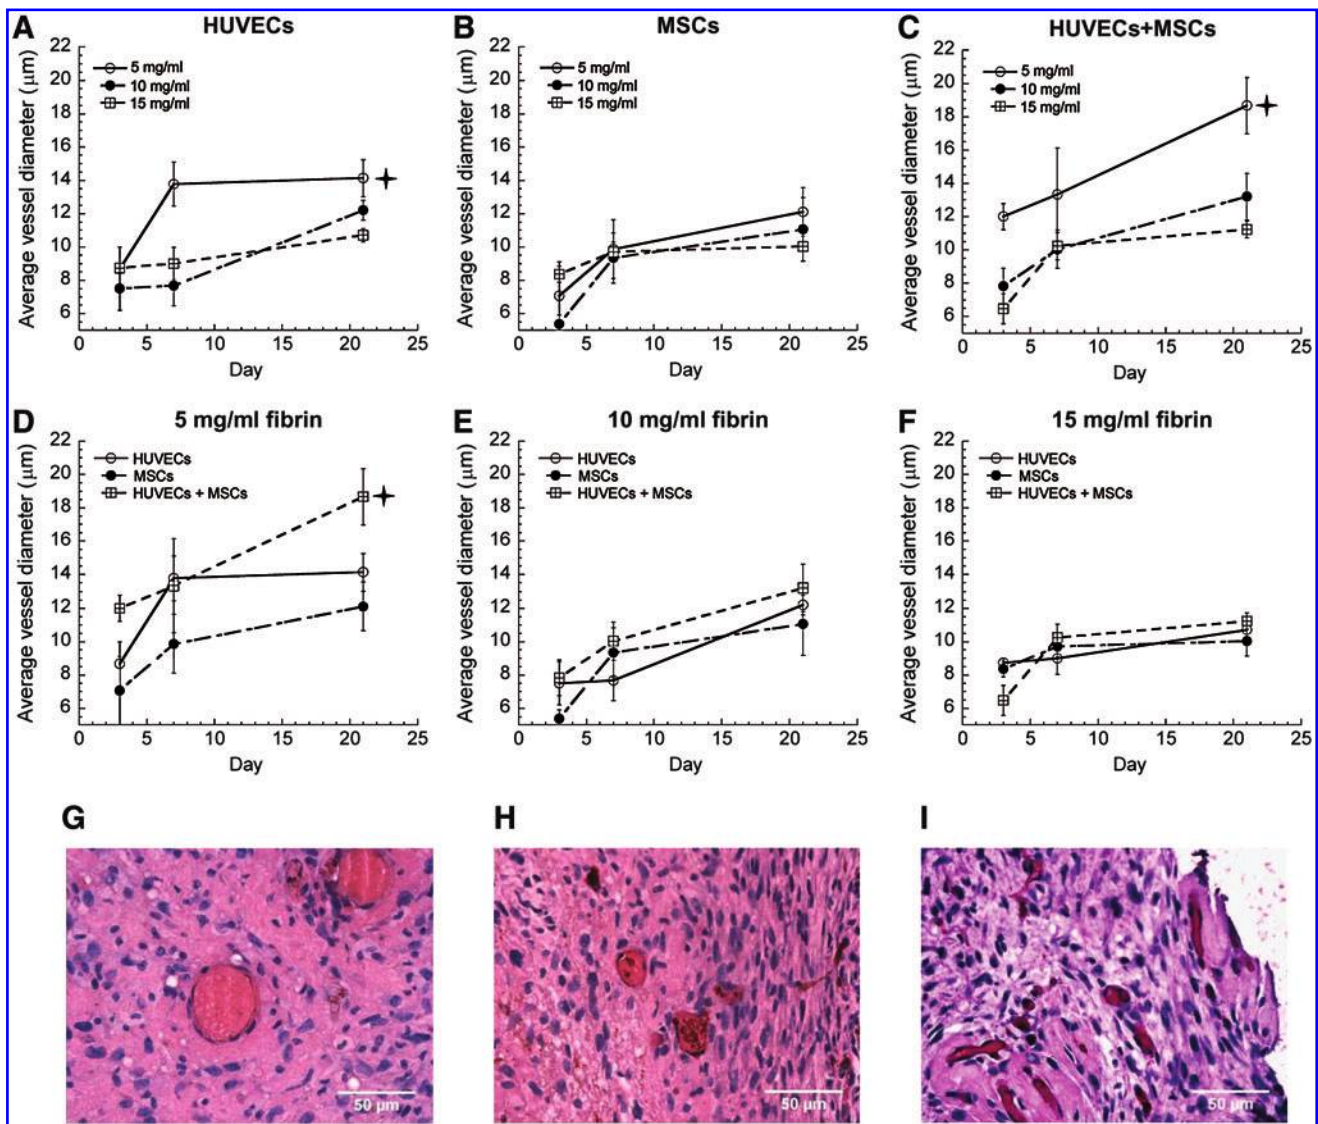 A HUVECs
Average vessel diameter (μm)
22
20
18
16
14
12
10
8
6
5 mg/ml
10 mg/ml
15 mg/ml
0 5 10 15 20 25
Day
B MSCs
Average vessel diameter (μm)
22
20
18
16
14
12
10
8
6
5 mg/ml
10 mg/ml
15 mg/ml
0 5 10 15 20 25
Day
C HUVECs+MSCs
Average vessel diameter (μm)
22
20
18
16
14
12
10
8
6
5 mg/ml
10 mg/ml
15 mg/ml
0 5 10 15 20 25
Day
D 5 mg/ml fibrin
Average vessel diameter (μm)
22
20
18
16
14
12
10
8
6
HUVECs
MSCs
HUVECs + MSCs
0 5 10 15 20 25
Day
E 10 mg/ml fibrin
Average vessel diameter (μm)
22
20
18
16
14
12
10
8
6
HUVECs
MSCs
HUVECs + MSCs
0 5 10 15 20 25
Day
F 15 mg/ml fibrin
Average vessel diameter (μm)
22
20
18
16
14
12
10
8
6
HUVECs
MSCs
HUVECs + MSCs
0 5 10 15 20 25
Day
G
50 μm
H
50 μm
I
50 μm